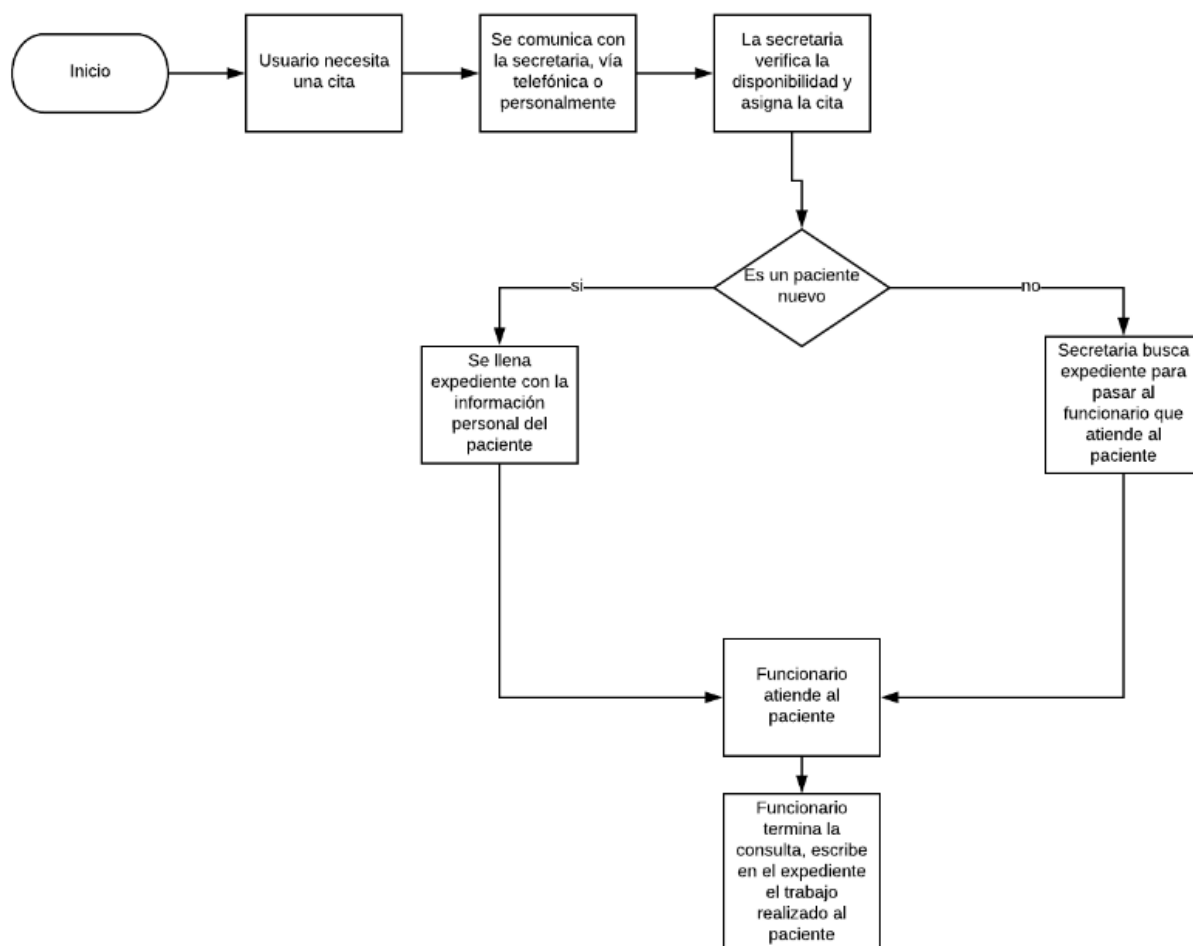 Inicio
Usuario necesita
una cita
Se comunica con
la secretaria, vía
telefónica o
personalmente
La secretaria
verifica la
disponibilidad y
asigna la cita
Es un paciente
nuevo
si
no
Se llena
expediente con la
información
personal del
paciente
Secretaria busca
expediente para
pasar al
funcionario que
atiende al
paciente
Funcionario
atiende al
paciente
Funcionario
termina la
consulta, escribe
en el expediente
el trabajo
realizado al
paciente